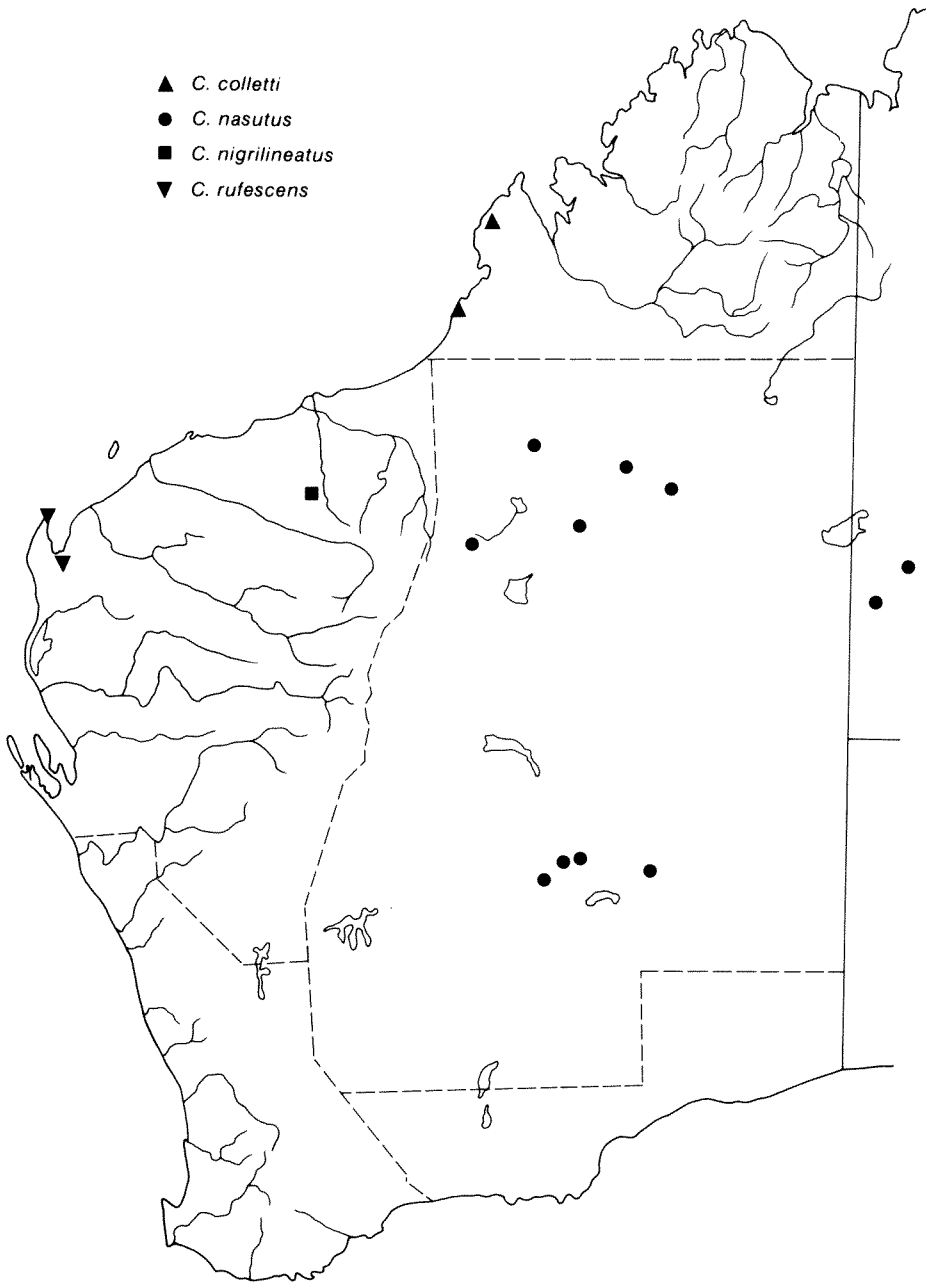 ▲ C. colletti
● C. nasutus
■ C. nigrilineatus
▼ C. rufescens